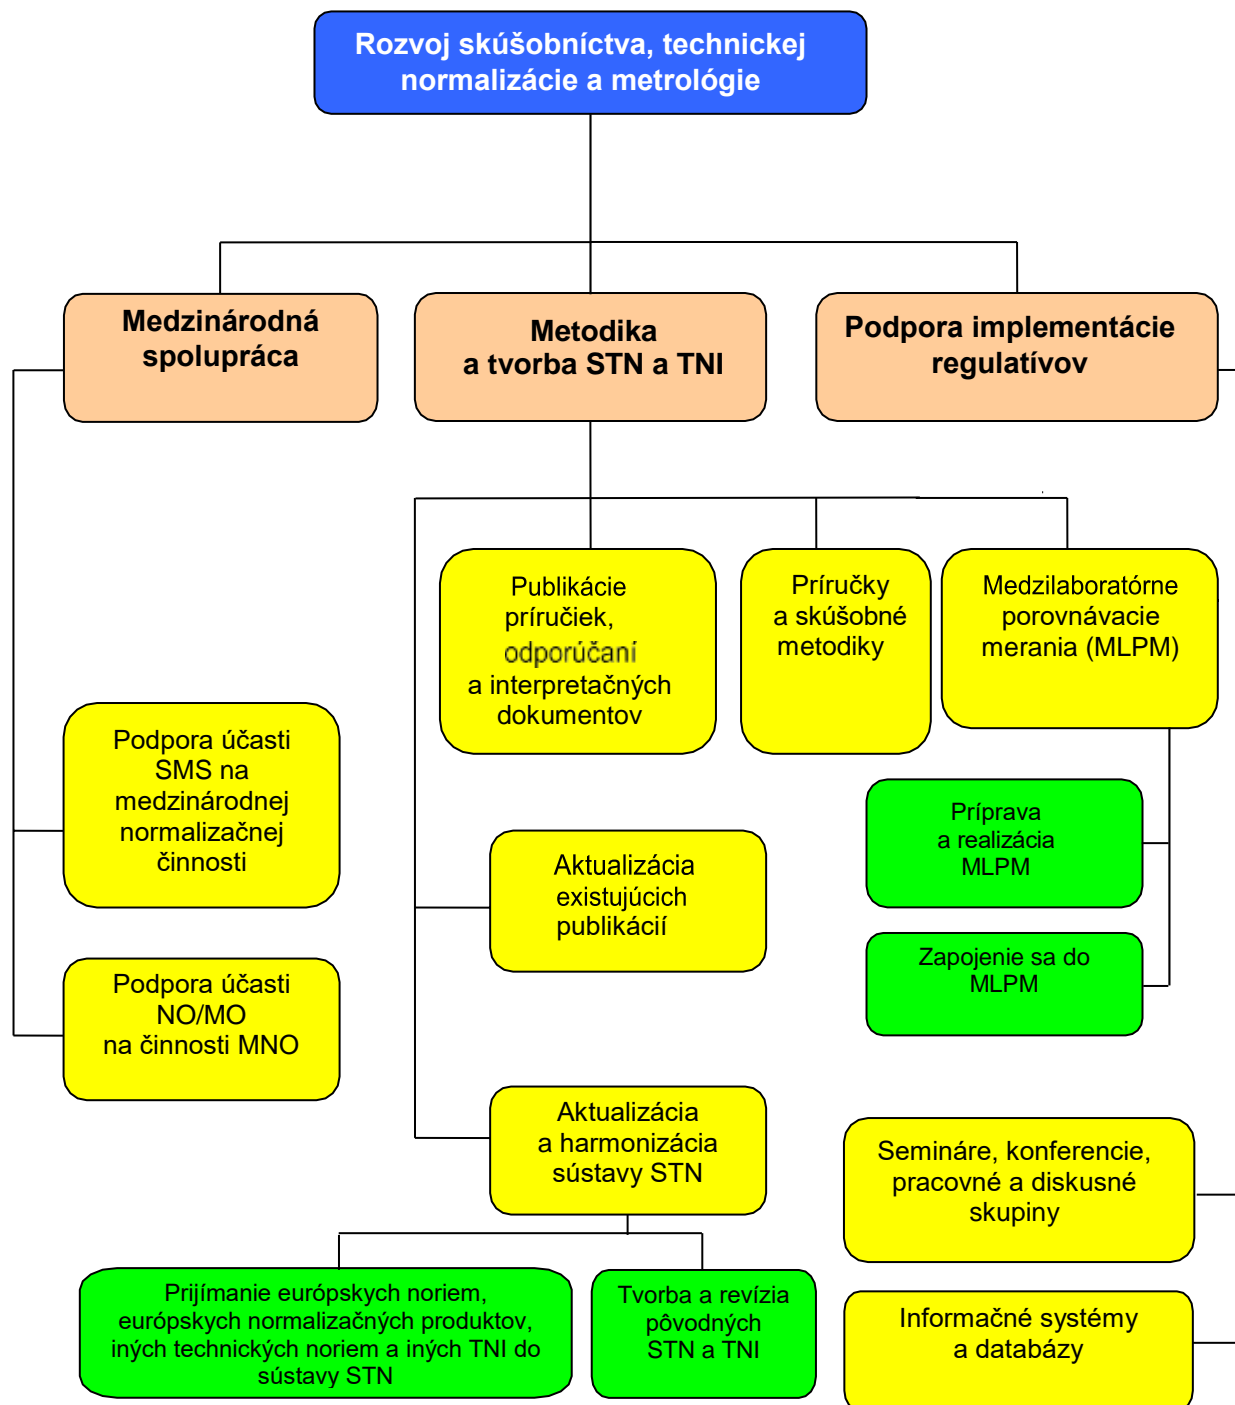 Rozvoj skúšobníctva, technickej
normalizácie a metrológie
Medzinárodná
spolupráca
Metodika
a tvorba STN a TNI
Podpora implementácie
regulatívov
Publikácie
príručiek,
odporúčaní
a interpretačných
dokumentov
Príručky
a skúšobné
metodiky
Medzilaboratórne
porovnávacie
merania (MLPM)
Podpora účasti
SMS na
medzinárodnej
normalizačnej
činnosti
Príprava
a realizácia
MLPM
Aktualizácia
existujúcich
publikácií
Zapojenie sa do
MLPM
Podpora účasti
NO/MO
na činnosti MNO
Aktualizácia
a harmonizácia
sústavy STN
Semináre, konferencie,
pracovné a diskusné
skupiny
Prijímanie európskych noriem,
európskych normalizačných produktov,
iných technických noriem a iných TNI do
sústavy STN
Tvorba a revízia
pôvodných
STN a TNI
Informačné systémy
a databázy